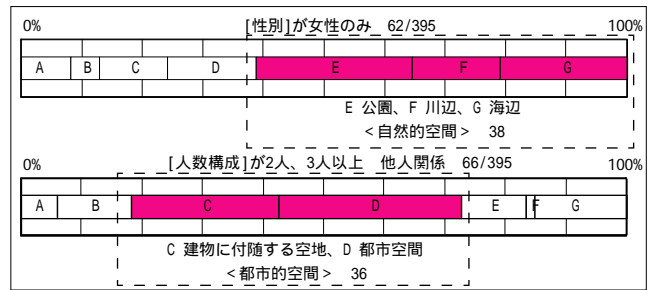 0% [性別]が女性のみ 62/395 100%
A B C D E F G
E 公園、F 川辺、G 海辺
<自然的空間> 38
0% [人数構成]が2人、3人以上 他人関係 66/395 100%
A B C D E F G
C 建物に付随する空地、D 都市空間
<都市的空間> 36